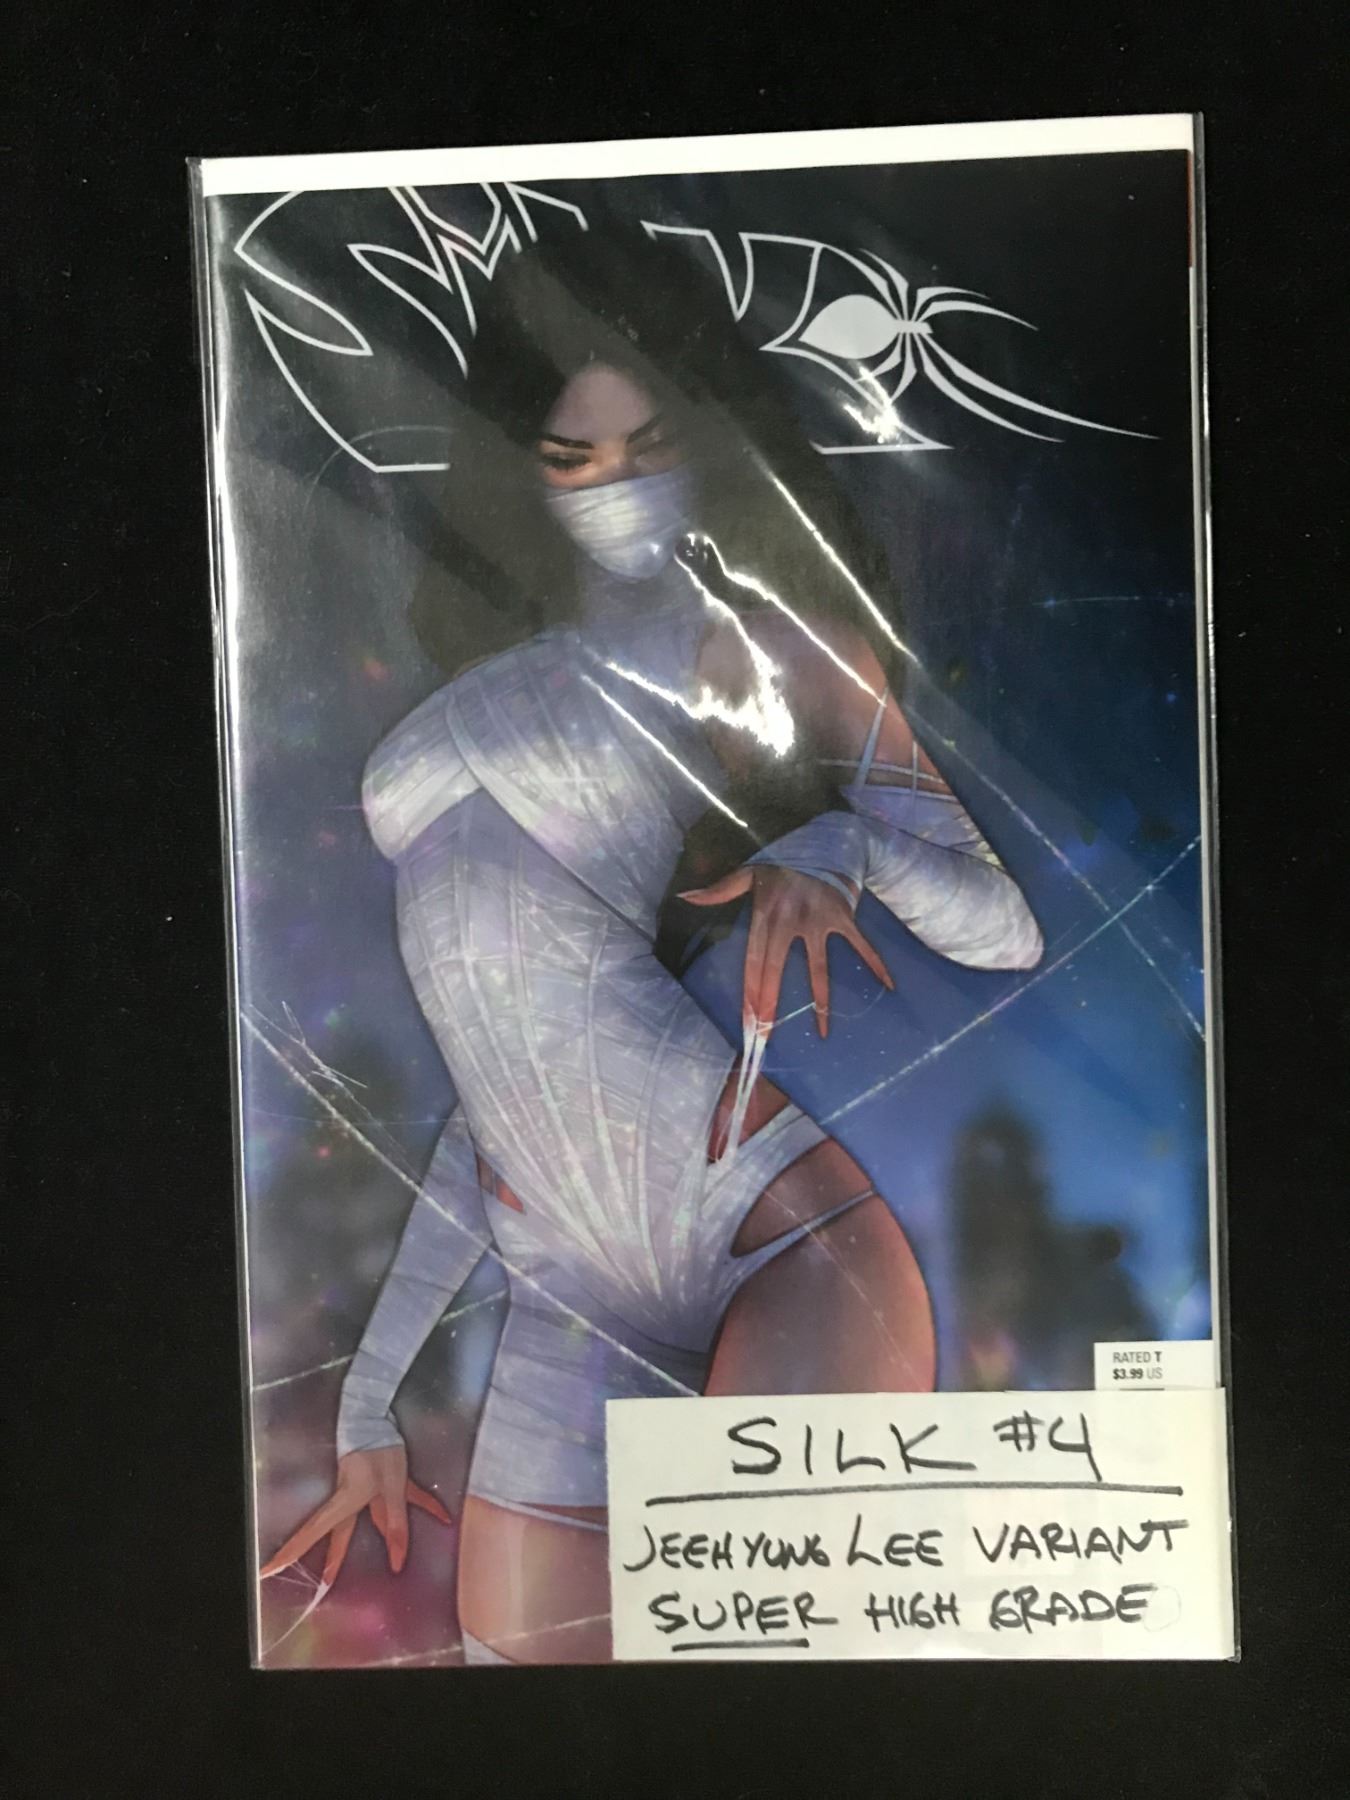 RATED T
$3.99 US
SILK #4
JEEHYUNG LEE VARIANT
SUPER HIGH GRADE